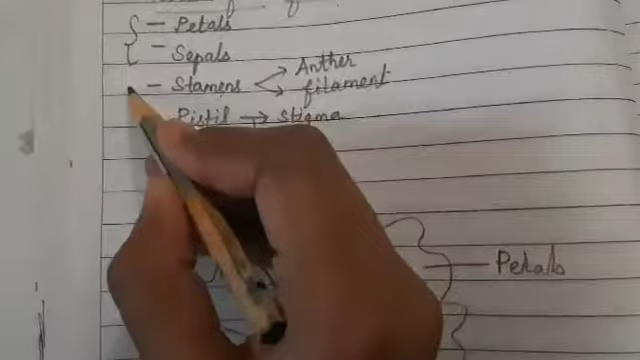 - Petals
- Sepals
- Stamens → Anther
→ filament
Pistil → Stigma
Petals